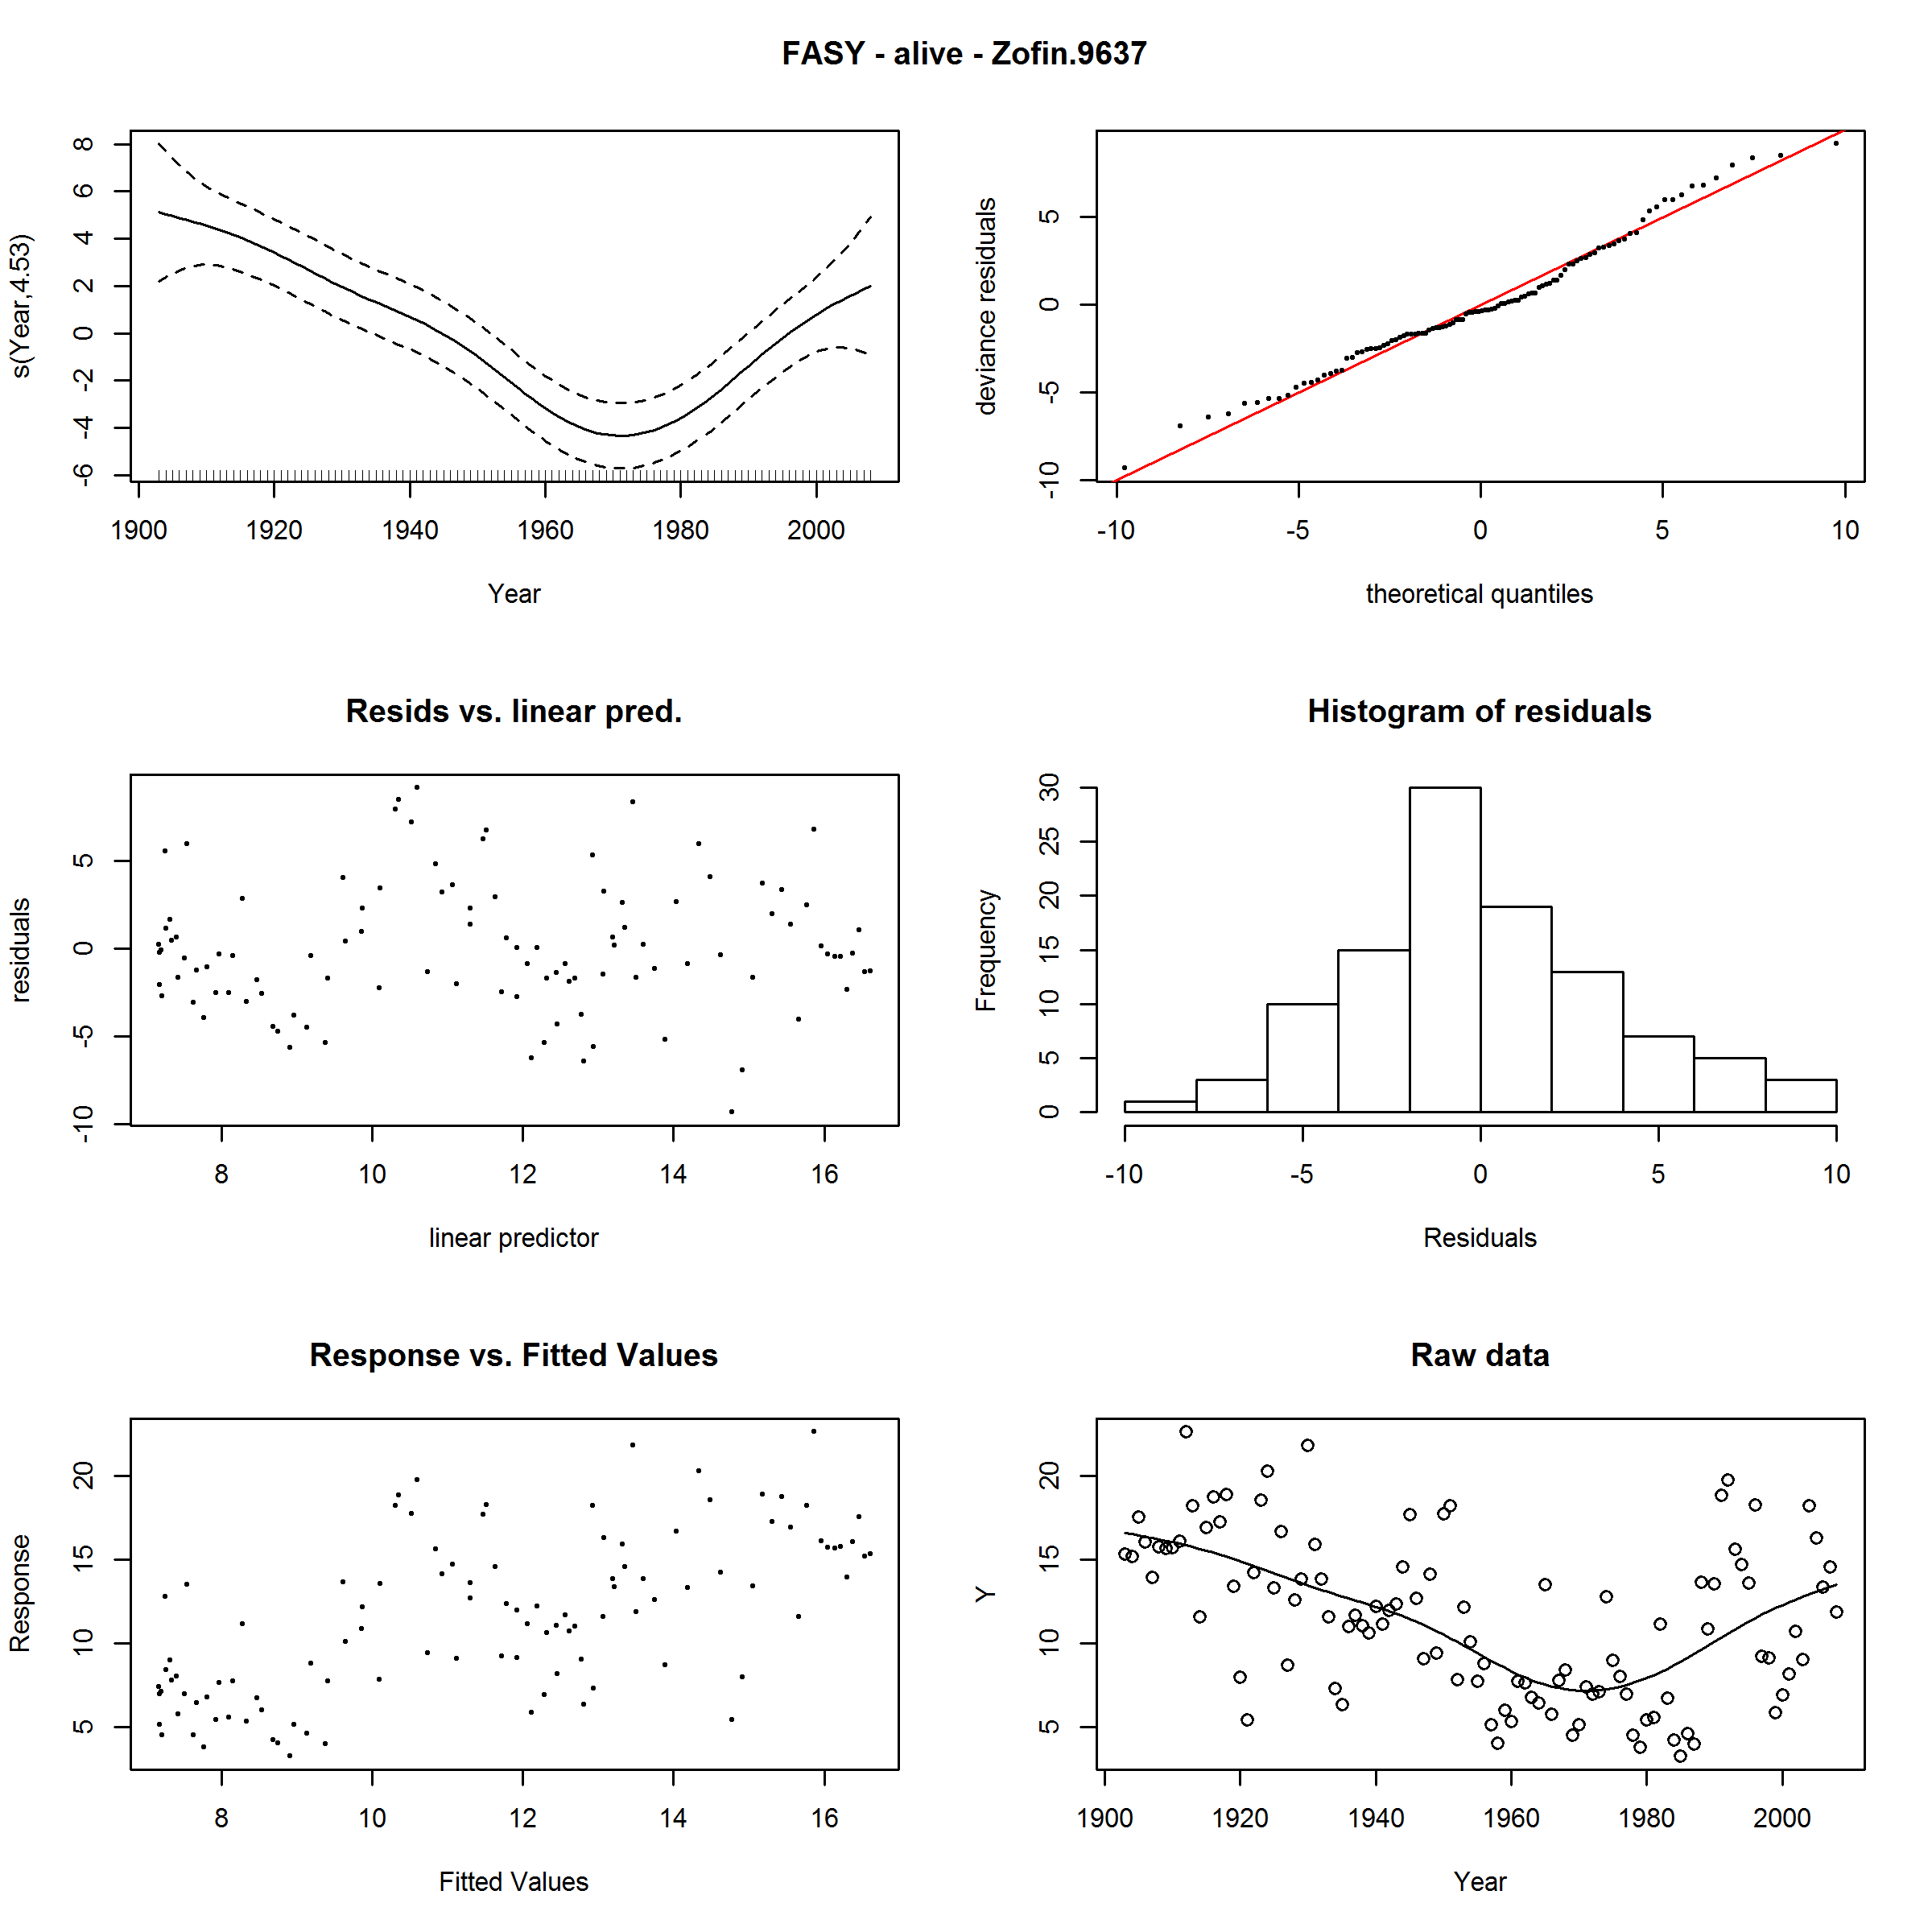 FASY - alive - Zofin.9637
s(Year,4.53)
8
6
4
2
0
-2
-4
-6
1900 1920 1940 1960 1980 2000
Year
deviance residuals
5
0
-5
-10
-10 -5 0 5 10
theoretical quantiles
Resids vs. linear pred.
residuals
5
0
-5
-10
8 10 12 14 16
linear predictor
Histogram of residuals
Frequency
30
25
20
15
10
5
0
-10 -5 0 5 10
Residuals
Response vs. Fitted Values
Response
20
15
10
5
8 10 12 14 16
Fitted Values
Raw data
Y
20
15
10
5
1900 1920 1940 1960 1980 2000
Year